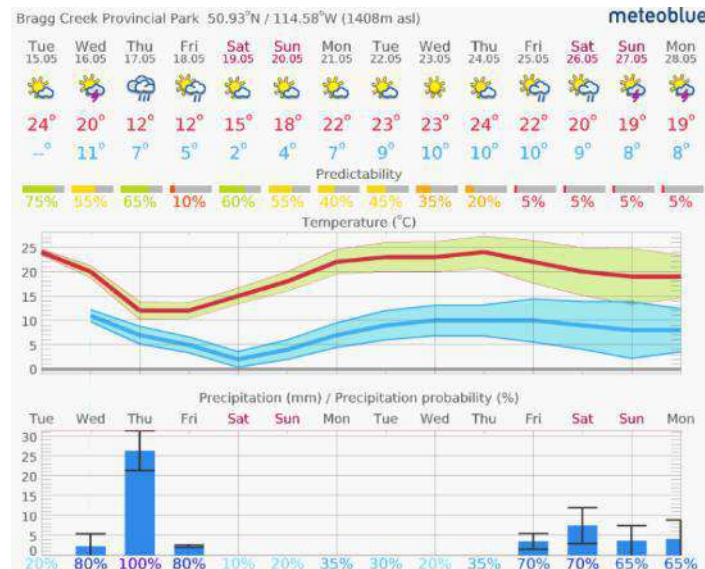 Bragg Creek Provincial Park 50.93°N / 114.58°W (1408m asl) meteoblue
Tue Wed Thu Fri Sat Sun Mon Tue Wed Thu Fri Sat Sun Mon
15.05 16.05 17.05 18.05 19.05 20.05 21.05 22.05 23.05 24.05 25.05 26.05 27.05 28.05
24° 20° 12° 12° 15° 18° 22° 23° 23° 24° 22° 20° 19° 19°
--° 11° 7° 5° 2° 4° 7° 9° 10° 10° 10° 9° 8° 8°
Predictability
75% 55% 65% 10% 60% 55% 40% 45% 35% 20% 5% 5% 5% 5%
Temperature (°C)
25
20
15
10
5
0
Precipitation (mm) / Precipitation probability (%)
Tue Wed Thu Fri Sat Sun Mon Tue Wed Thu Fri Sat Sun Mon
30
25
20
15
10
5
0
20% 80% 100% 80% 10% 20% 35% 30% 20% 35% 70% 70% 65% 65%